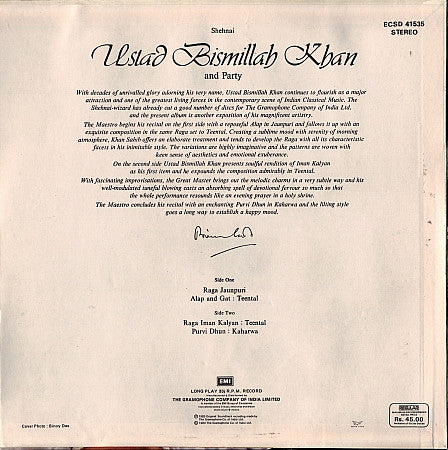 Shehnai
ECSD 41535
STEREO
Ustad Bismillah Khan
and Party
With decades of unrivalled glory adorning his very name, Ustad Bismillah Khan continues to flourish as a major
attraction and one of the greatest living forces in the contemporary scene of Indian Classical Music. The
Shehnai-wizard has already cut a good number of discs for The Gramophone Company of India Ltd.
and the present album is another exposition of his magnificent artistry.
The Maestro begins his recital on the first side with a reposeful Alap in Jaunpuri and follows it up with an
exquisite composition in the same Raga set to Teental. Creating a sublime mood with serenity of morning
atmosphere, Khan Sahib offers an elaborate treatment and tends to develop the Raga with all its characteristic
facets in his inimitable style. The variations are highly imaginative and the patterns are woven with
keen sense of aesthetics and emotional exuberance.
On the second side Ustad Bismillah Khan presents soulful rendition of Iman Kalyan
as his first item and he expounds the composition admirably in Teental.
With fascinating improvisations, the Great Master brings out the melodic charms in a very subtle way and his
well-modulated tuneful blowing casts an absorbing spell of devotional fervour so much so that
the whole performance resounds like an evening prayer in a holy shrine.
The Maestro concludes his recital with an enchanting Purvi Dhun in Kaharwa and the lilting style
goes a long way to establish a happy mood.
Side One
Raga Jaunpuri
Alap and Gat : Teental
Side Two
Raga Iman Kalyan : Teental
Purvi Dhun : Kaharwa
EMI
LONG PLAY 33⅓ R.P.M. RECORD
Manufactured & Distributed by
THE GRAMOPHONE COMPANY OF INDIA LIMITED
Cover Photo : Binoy Das
Rs. 45.00